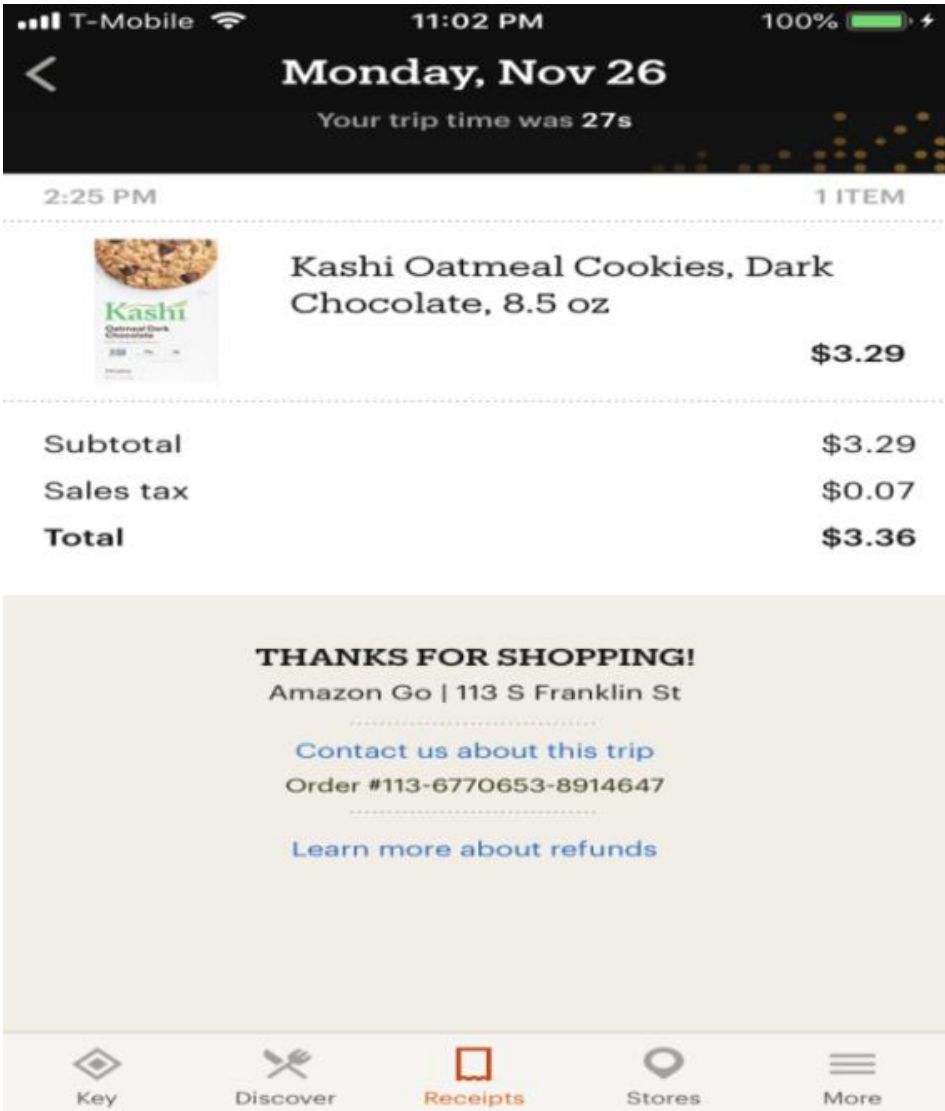 T-Mobile 11:02 PM 100%
Monday, Nov 26
Your trip time was 27s
2:25 PM 1 ITEM
Kashi Oatmeal Cookies, Dark
Chocolate, 8.5 oz
Kashi
Oatmeal Dark
Chocolate
$3.29
Subtotal $3.29
Sales tax $0.07
Total $3.36
THANKS FOR SHOPPING!
Amazon Go | 113 S Franklin St
Contact us about this trip
Order #113-6770653-8914647
Learn more about refunds
Key Discover Receipts Stores More